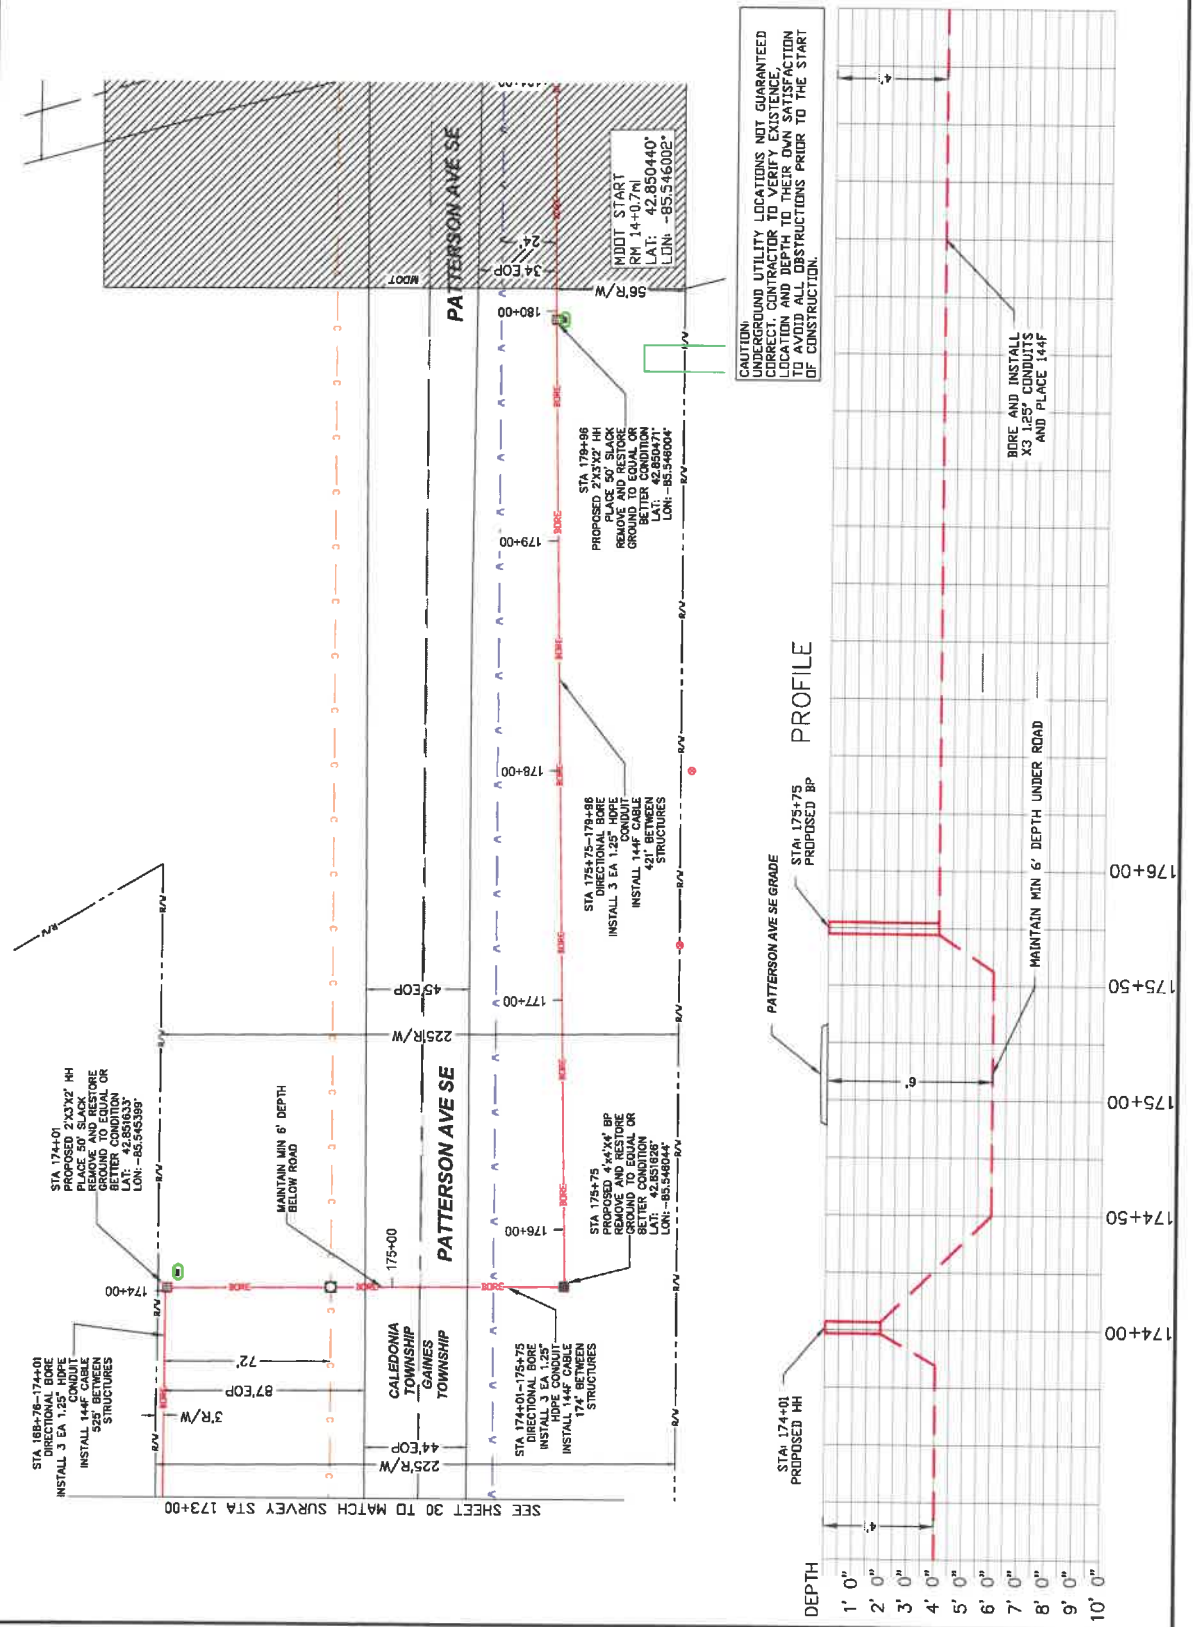 STA 168+76-174+01
DIRECTIONAL BORE
INSTALL 3 EA 1.25" HDPE
CONDUIT
INSTALL 144F CABLE
525' BETWEEN
STRUCTURES
STA 174+01
PROPOSED 2'X3'X2' HH
PLACE 50' SLACK
REMOVE AND RESTORE
GROUND TO EQUAL OR
BETTER CONDITION
LAT: 42.851633°
LON: -85.545399°
MAINTAIN MIN 6' DEPTH
BELOW ROAD
SEE SHEET 30 TO MATCH SURVEY STA 173+00
3'R/W
87'EOP
72'
44'EOP
225'R/W
45'EOP
225'R/W
R/W
R/W
R/W
R/W
R/W
R/W
R/W
R/W
R/W
R/W
BORE
BORE
BORE
BORE
BORE
BORE
BORE
BORE
BORE
BORE
174+00
175+00
176+00
177+00
178+00
179+00
180+00
CALEDONIA
TOWNSHIP
GAINES
TOWNSHIP
PATTERSON AVE SE
PATTERSON AVE SE
MDOT
STA 174+01-175+75
DIRECTIONAL BORE
INSTALL 3 EA 1.25"
HDPE CONDUIT
INSTALL 144F CABLE
174' BETWEEN
STRUCTURES
STA 175+75
PROPOSED 4'x4'X4' BP
REMOVE AND RESTORE
GROUND TO EQUAL OR
BETTER CONDITION
LAT: 42.851626°
LON: -85.546044°
STA 175+75-179+96
DIRECTIONAL BORE
INSTALL 3 EA 1.25" HDPE
CONDUIT
INSTALL 144F CABLE
421' BETWEEN
STRUCTURES
STA 179+96
PROPOSED 2'X3'X2' HH
PLACE 50' SLACK
REMOVE AND RESTORE
GROUND TO EQUAL OR
BETTER CONDITION
LAT: 42.850471°
LON: -85.546004°
34'EOP
24'
56'R/W
MDOT START
RM 14+0.7mi
LAT: 42.850440°
LON: -85.546002°
CAUTION:
UNDERGROUND UTILITY LOCATIONS NOT GUARANTEED
CORRECT. CONTRACTOR TO VERIFY EXISTENCE,
LOCATION AND DEPTH TO THEIR OWN SATISFACTION
TO AVOID ALL OBSTRUCTIONS PRIOR TO THE START
OF CONSTRUCTION.
PROFILE
DEPTH
1' 0"
2' 0"
3' 0"
4' 0"
5' 0"
6' 0"
7' 0"
8' 0"
9' 0"
10' 0"
4'
STA: 174+01
PROPOSED HH
PATTERSON AVE SE GRADE
6'
STA: 175+75
PROPOSED BP
MAINTAIN MIN 6' DEPTH UNDER ROAD
BORE AND INSTALL
X3 1.25" CONDUITS
AND PLACE 144F
4'
174+00
174+50
175+00
175+50
176+00